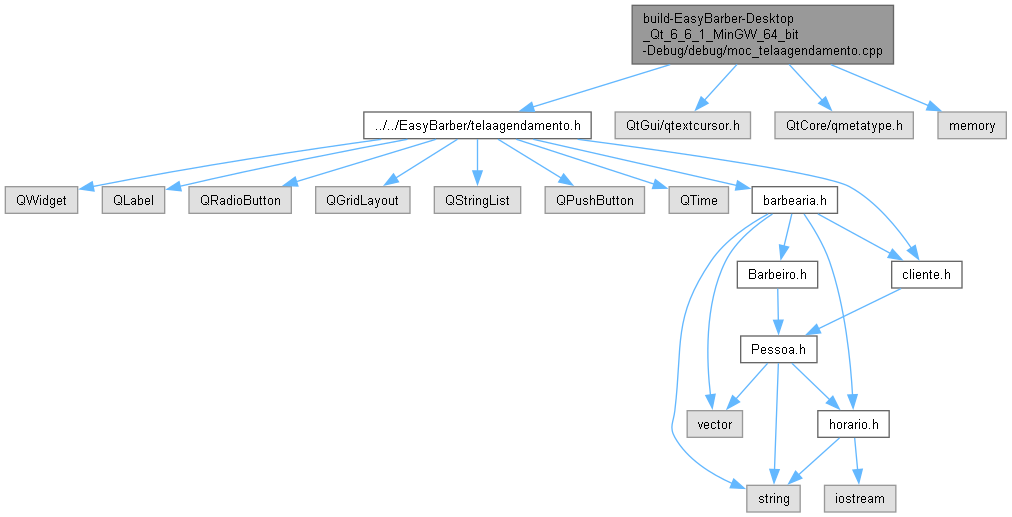 build-EasyBarber-Desktop
_Qt_6_6_1_MinGW_64_bit
-Debug/debug/moc_telaagendamento.cpp
../../EasyBarber/telaagendamento.h
QtGui/qtextcursor.h
QtCore/qmetatype.h
memory
QWidget
QLabel
QRadioButton
QGridLayout
QStringList
QPushButton
QTime
barbearia.h
Barbeiro.h
cliente.h
Pessoa.h
vector
horario.h
string
iostream